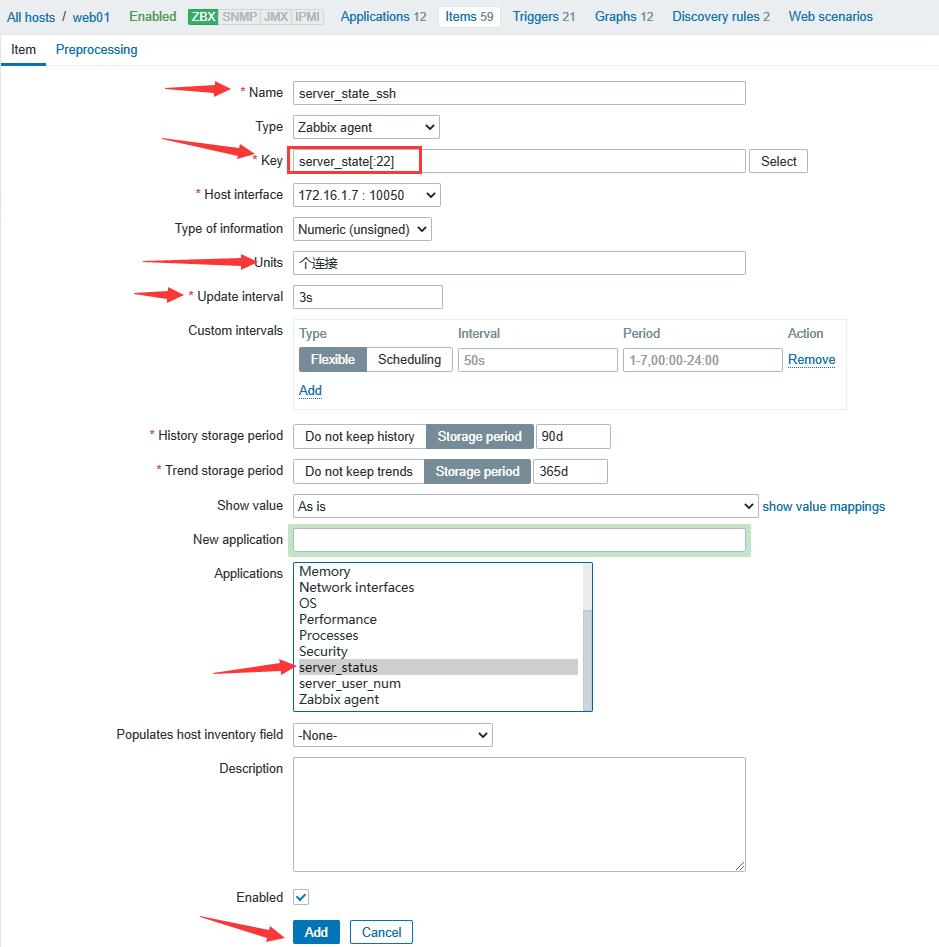 All hosts / web01 Enabled ZBX SNMP JMX IPMI Applications 12 Items 59 Triggers 21 Graphs 12 Discovery rules 2 Web scenarios
Item Preprocessing
* Name server_state_ssh
Type Zabbix agent
* Key server_state[:22] Select
* Host interface 172.16.1.7 : 10050
Type of information Numeric (unsigned)
Units 个连接
* Update interval 3s
Custom intervals Type Interval Period Action
Flexible Scheduling 50s 1-7,00:00-24:00 Remove
Add
* History storage period Do not keep history Storage period 90d
* Trend storage period Do not keep trends Storage period 365d
Show value As is show value mappings
New application
Applications Memory
Network interfaces
OS
Performance
Processes
Security
server_status
server_user_num
Zabbix agent
Populates host inventory field -None-
Description
Enabled
Add Cancel